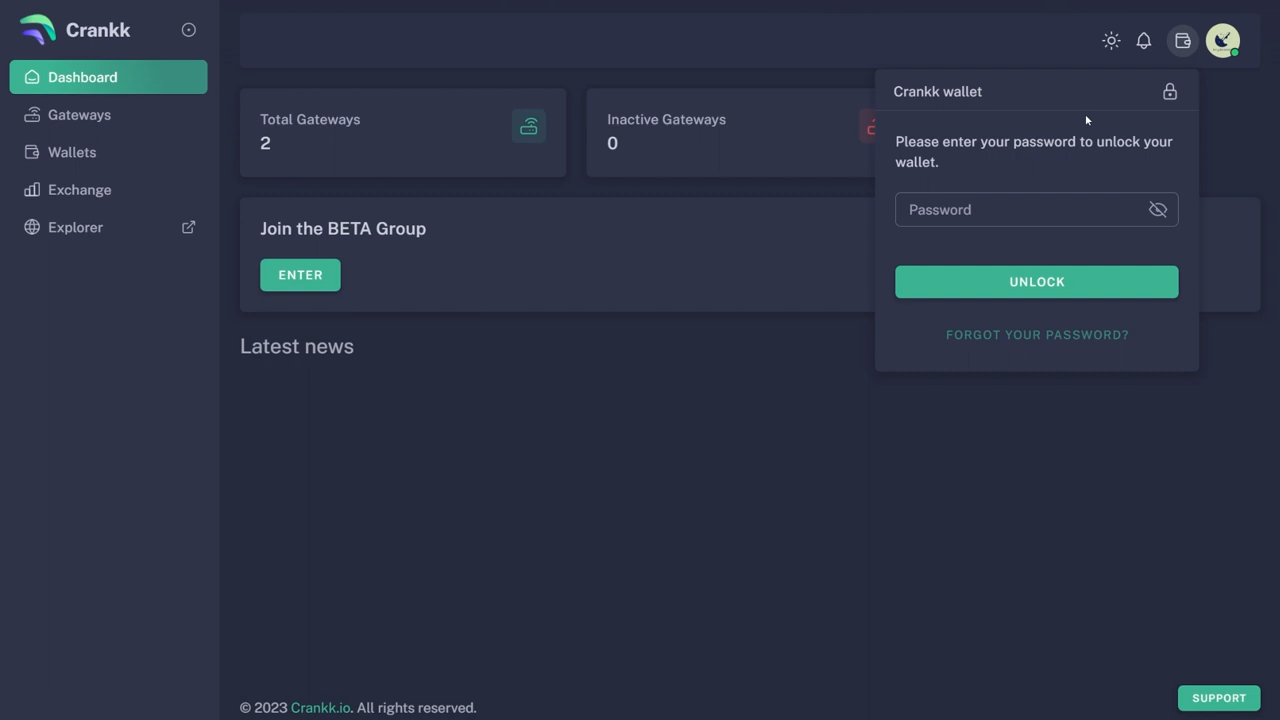 Crankk
Dashboard
Gateways
Wallets
Exchange
Explorer
Total Gateways
2
Inactive Gateways
0
Join the BETA Group
ENTER
Latest news
Crankk wallet
Please enter your password to unlock your
wallet.
Password
UNLOCK
FORGOT YOUR PASSWORD?
© 2023 Crankk.io. All rights reserved.
SUPPORT